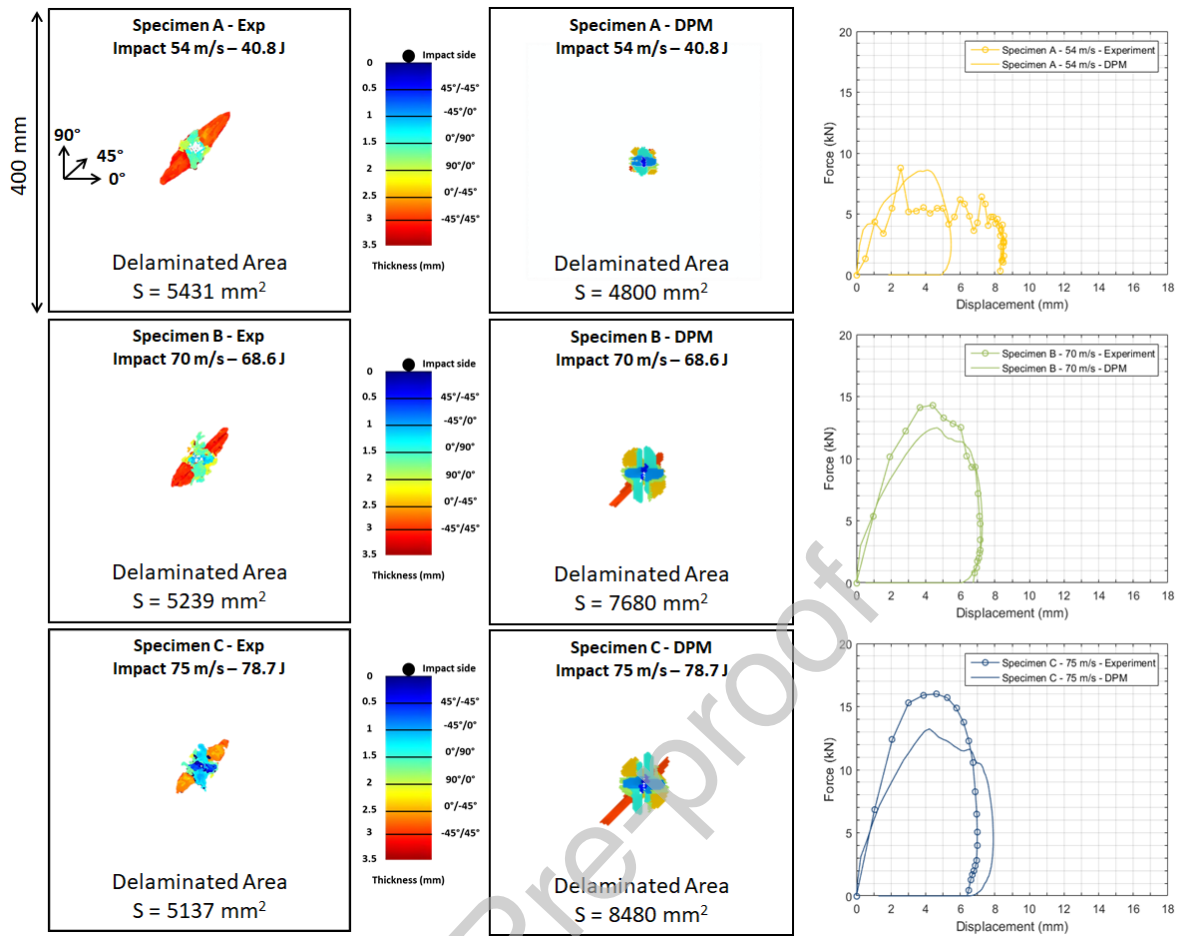 400 mm
Specimen A - Exp
Impact 54 m/s – 40.8 J
90°
45°
0°
Delaminated Area
S = 5431 mm²
Impact side
0
0.5
1
1.5
2
2.5
3
3.5
45°/-45°
-45°/0°
0°/90°
90°/0°
0°/-45°
-45°/45°
Thickness (mm)
Specimen A - DPM
Impact 54 m/s – 40.8 J
Delaminated Area
S = 4800 mm²
Specimen A - 54 m/s - Experiment
Specimen A - 54 m/s - DPM
Force (kN)
20
15
10
5
0
0 2 4 6 8 10 12 14 16 18
Displacement (mm)
Specimen B - Exp
Impact 70 m/s – 68.6 J
Delaminated Area
S = 5239 mm²
Impact side
0
0.5
1
1.5
2
2.5
3
3.5
45°/-45°
-45°/0°
0°/90°
90°/0°
0°/-45°
-45°/45°
Thickness (mm)
Specimen B - DPM
Impact 70 m/s – 68.6 J
Delaminated Area
S = 7680 mm²
Specimen B - 70 m/s - Experiment
Specimen B - 70 m/s - DPM
Force (kN)
20
15
10
5
0
0 2 4 6 8 10 12 14 16 18
Displacement (mm)
Specimen C - Exp
Impact 75 m/s – 78.7 J
Delaminated Area
S = 5137 mm²
Impact side
0
0.5
1
1.5
2
2.5
3
3.5
45°/-45°
-45°/0°
0°/90°
90°/0°
0°/-45°
-45°/45°
Thickness (mm)
Specimen C - DPM
Impact 75 m/s – 78.7 J
Delaminated Area
S = 8480 mm²
Specimen C - 75 m/s - Experiment
Specimen C - 75 m/s - DPM
Force (kN)
20
15
10
5
0
0 2 4 6 8 10 12 14 16 18
Displacement (mm)
Pre-proof